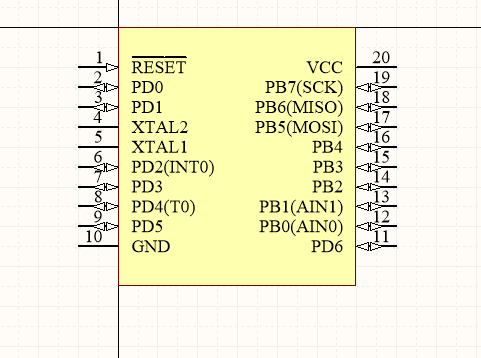 1 RESET VCC 20
2 PD0 PB7(SCK) 19
3 PD1 PB6(MISO) 18
4 XTAL2 PB5(MOSI) 17
5 XTAL1 PB4 16
6 PD2(INT0) PB3 15
7 PD3 PB2 14
8 PD4(T0) PB1(AIN1) 13
9 PD5 PB0(AIN0) 12
10 GND PD6 11